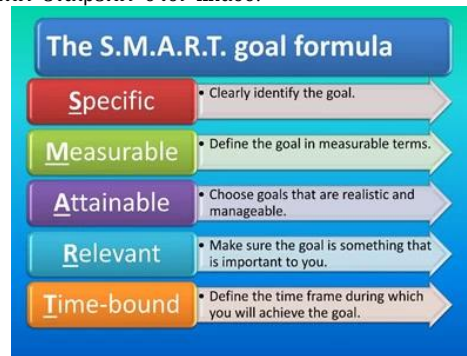 The S.M.A.R.T. goal formula
Specific
• Clearly identify the goal.
Measurable
• Define the goal in measurable terms.
Attainable
• Choose goals that are realistic and
manageable.
Relevant
• Make sure the goal is something that
is important to you.
Time-bound
• Define the time frame during which
you will achieve the goal.